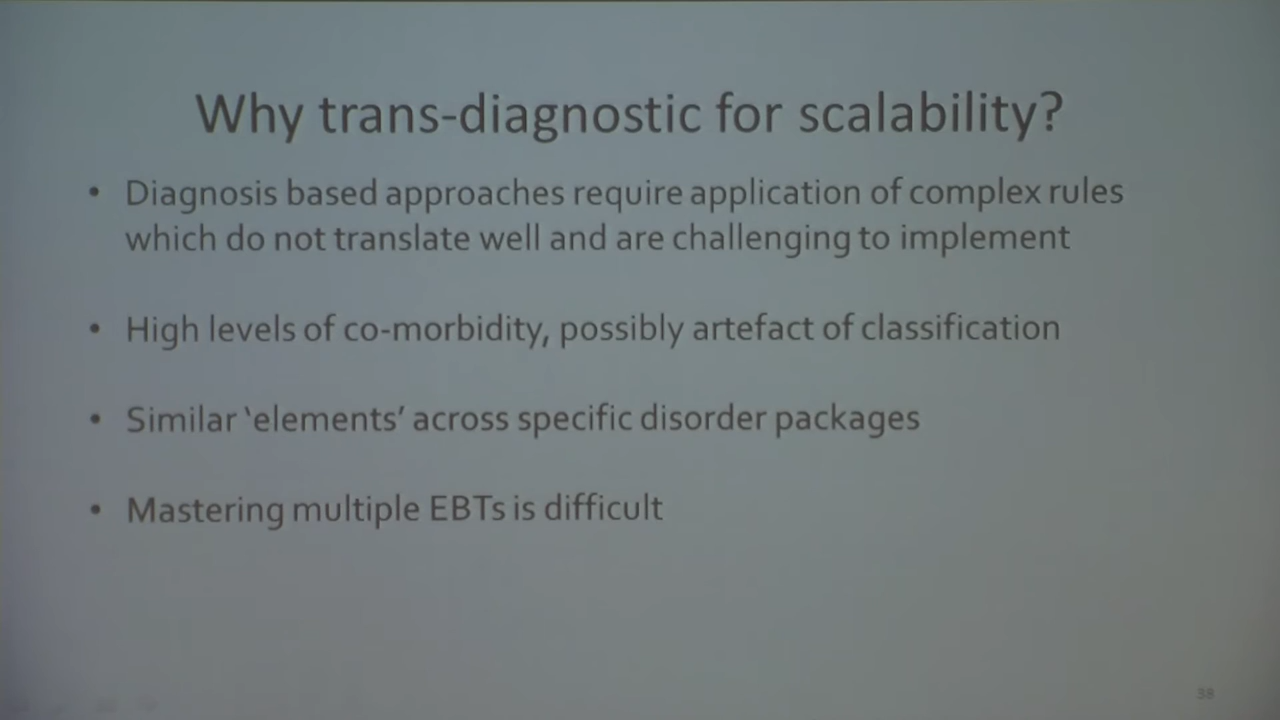 Why trans-diagnostic for scalability?
• Diagnosis based approaches require application of complex rules
which do not translate well and are challenging to implement
• High levels of co-morbidity, possibly artefact of classification
• Similar ‘elements’ across specific disorder packages
• Mastering multiple EBTs is difficult
38